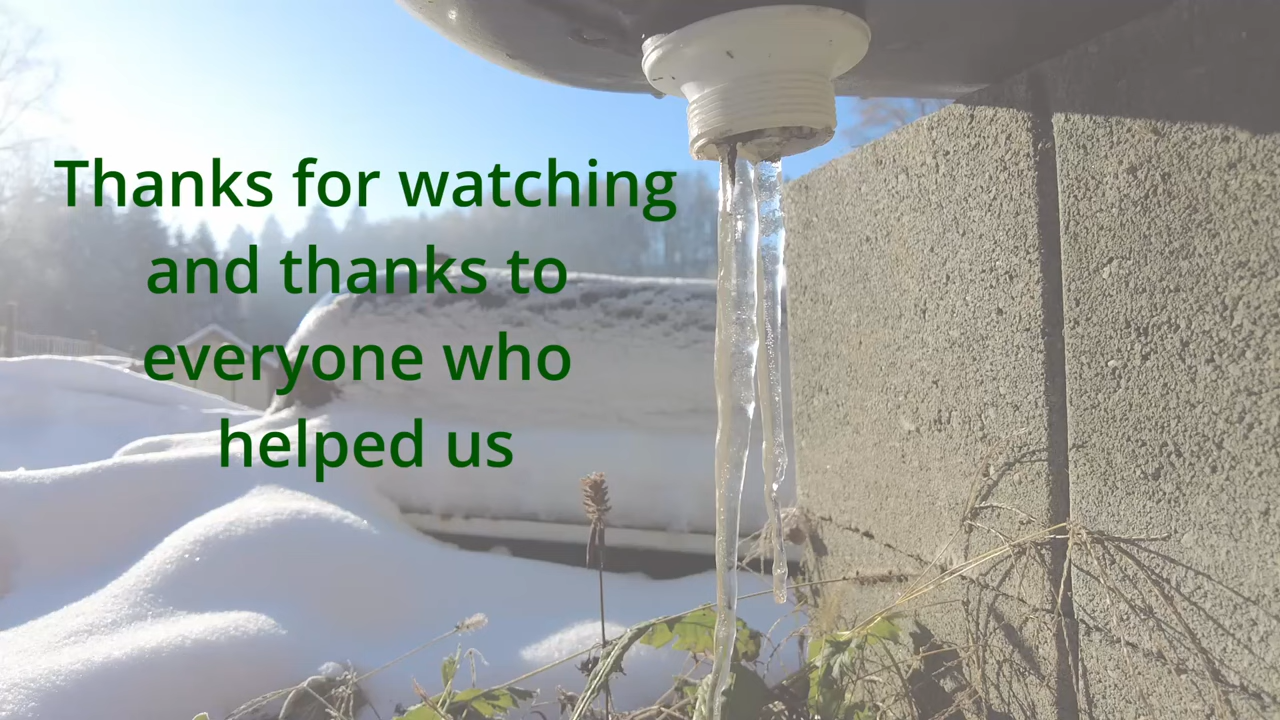 Thanks for watching
and thanks to
everyone who
helped us